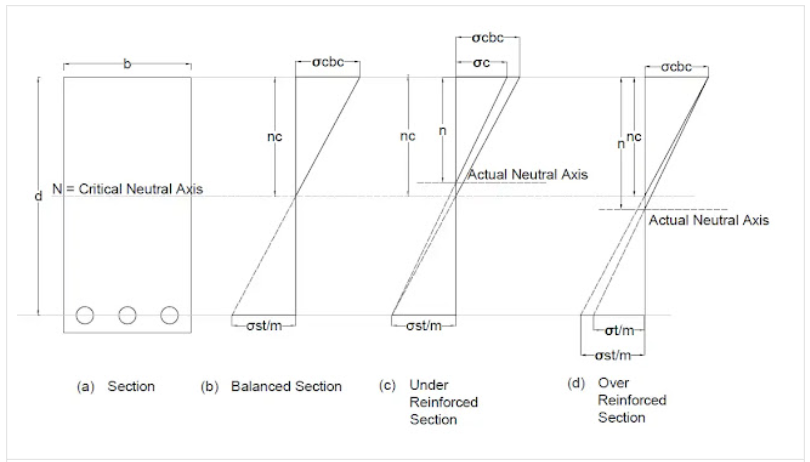 σcbc
σcbc
σc
σcbc
b
nc
nc
n
n
nc
d
N = Critical Neutral Axis
Actual Neutral Axis
Actual Neutral Axis
σst/m
σst/m
σt/m
σst/m
(a) Section
(b) Balanced Section
(c) Under
Reinforced
Section
(d) Over
Reinforced
Section